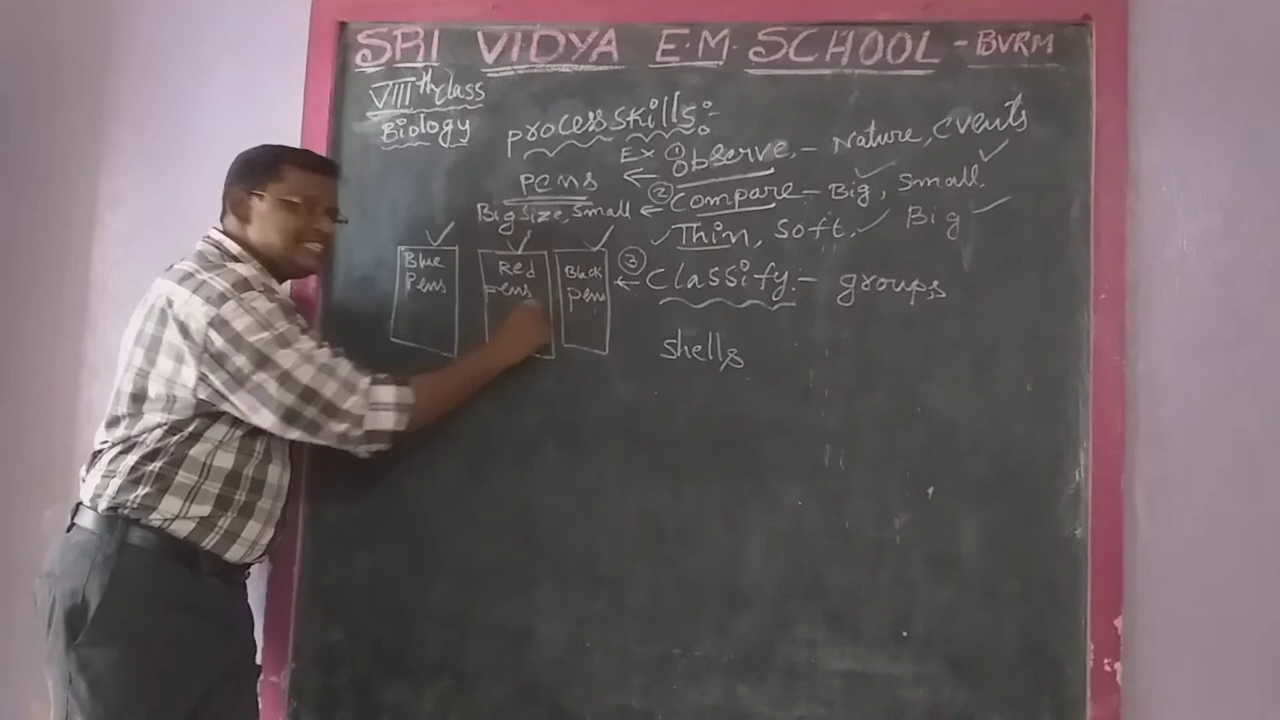 SRI VIDYA E.M. SCHOOL - BVRM
VIIIth class
Biology
process skills:-
Ex ① Observe, - Nature, events
Pens
② Compare - Big, Small
Big size, Small
Thin, Soft, Big
③ Classify:- groups
Blue Pens
Red pens
Black pens
shells